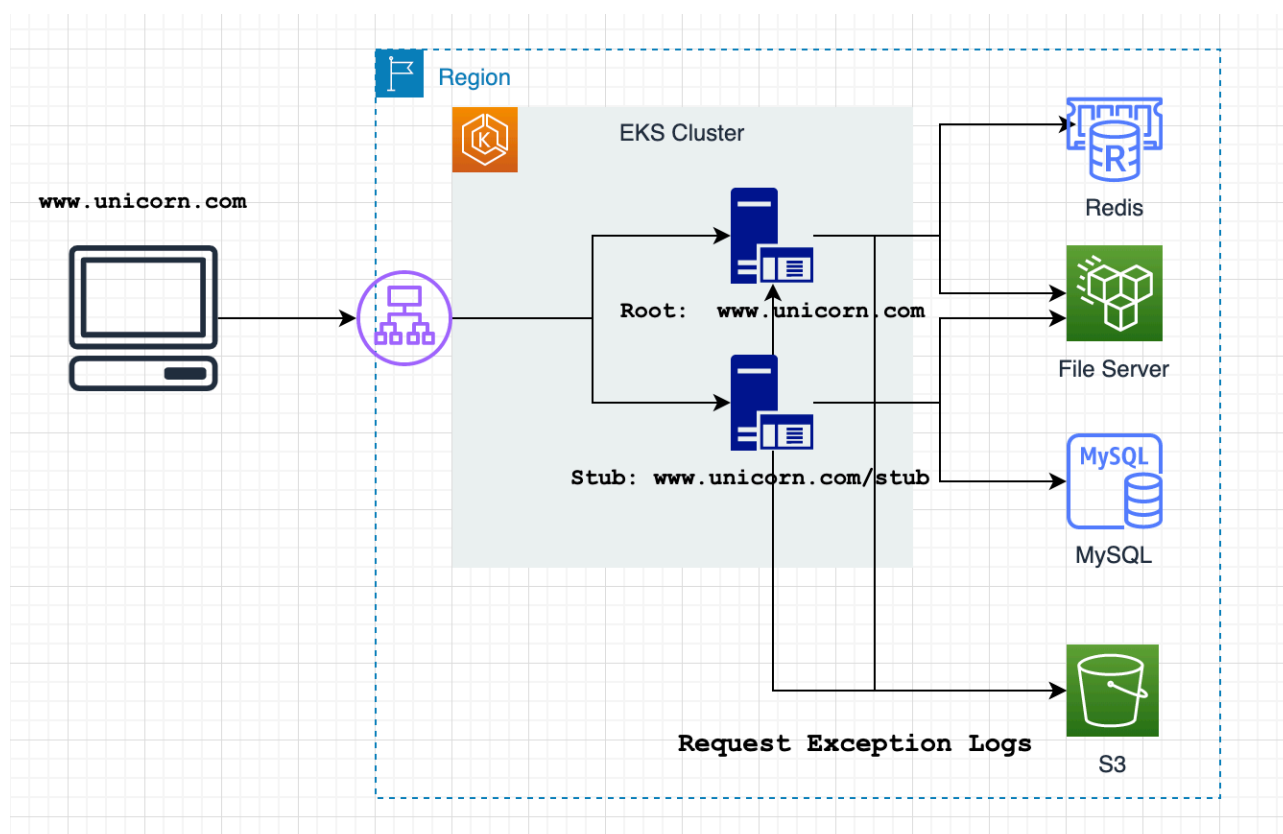 Region
EKS Cluster
www.unicorn.com
Redis
Root: www.unicorn.com
File Server
Stub: www.unicorn.com/stub
MySQL
MySQL
Request Exception Logs
S3
K
R